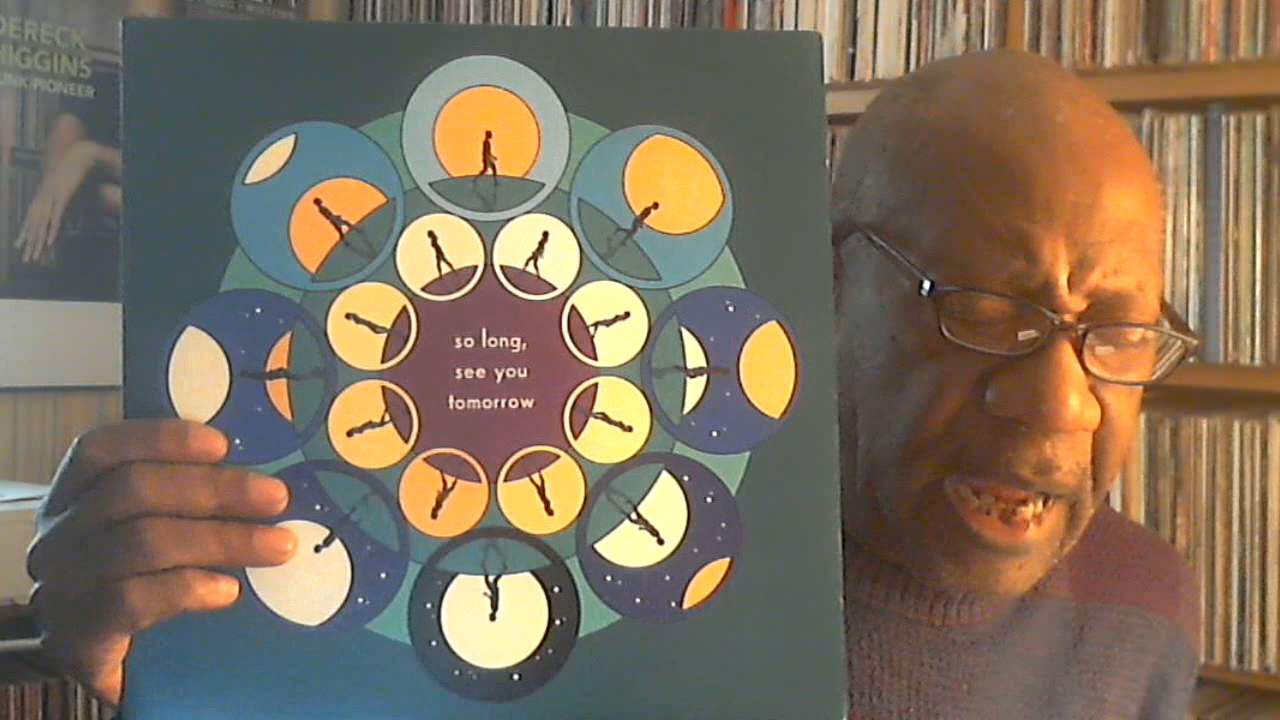 DERECK
HIGGINS
PIONEER
so long,
see you
tomorrow